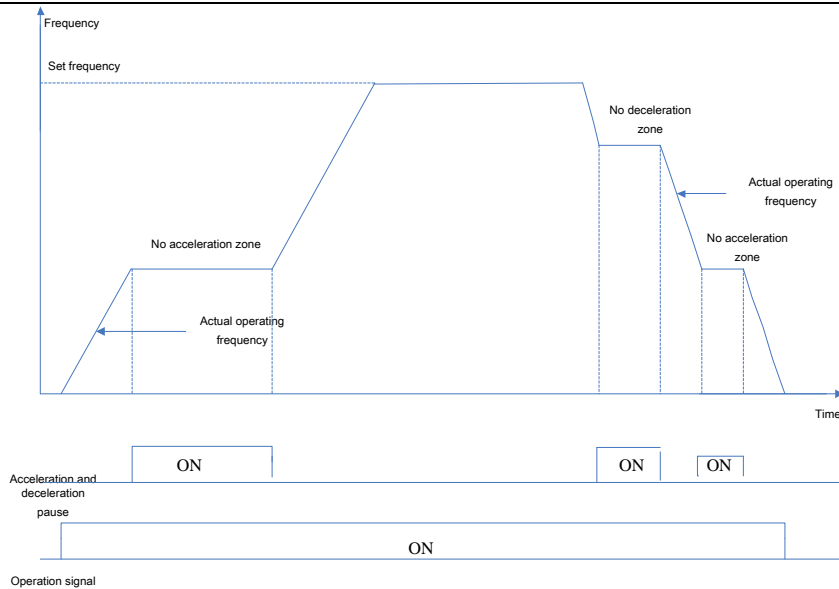 Frequency
Set frequency
No deceleration
zone
Actual operating
frequency
No acceleration zone
No acceleration
zone
Actual operating
frequency
Time
ON
ON
ON
Acceleration and
deceleration
pause
ON
Operation signal